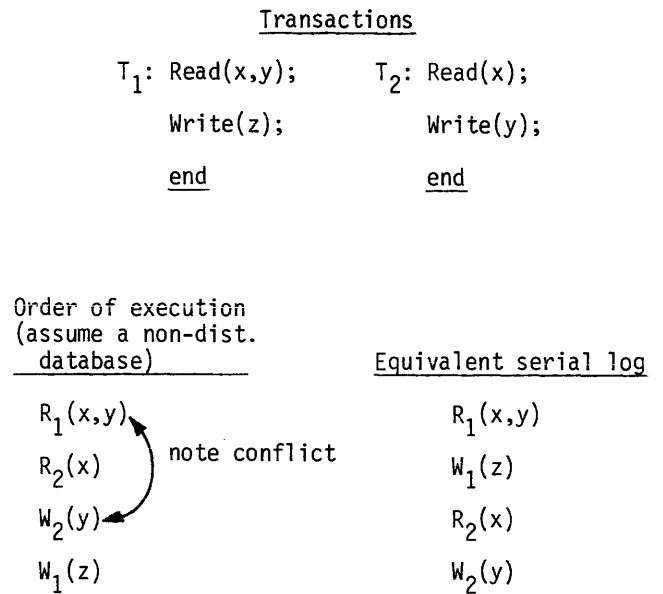 Transactions
T1: Read(x,y);
Write(z);
end
T2: Read(x);
Write(y);
end
Order of execution
(assume a non-dist.
database)
R1(x,y)
R2(x)
W2(y)
W1(z)
note conflict
Equivalent serial log
R1(x,y)
W1(z)
R2(x)
W2(y)